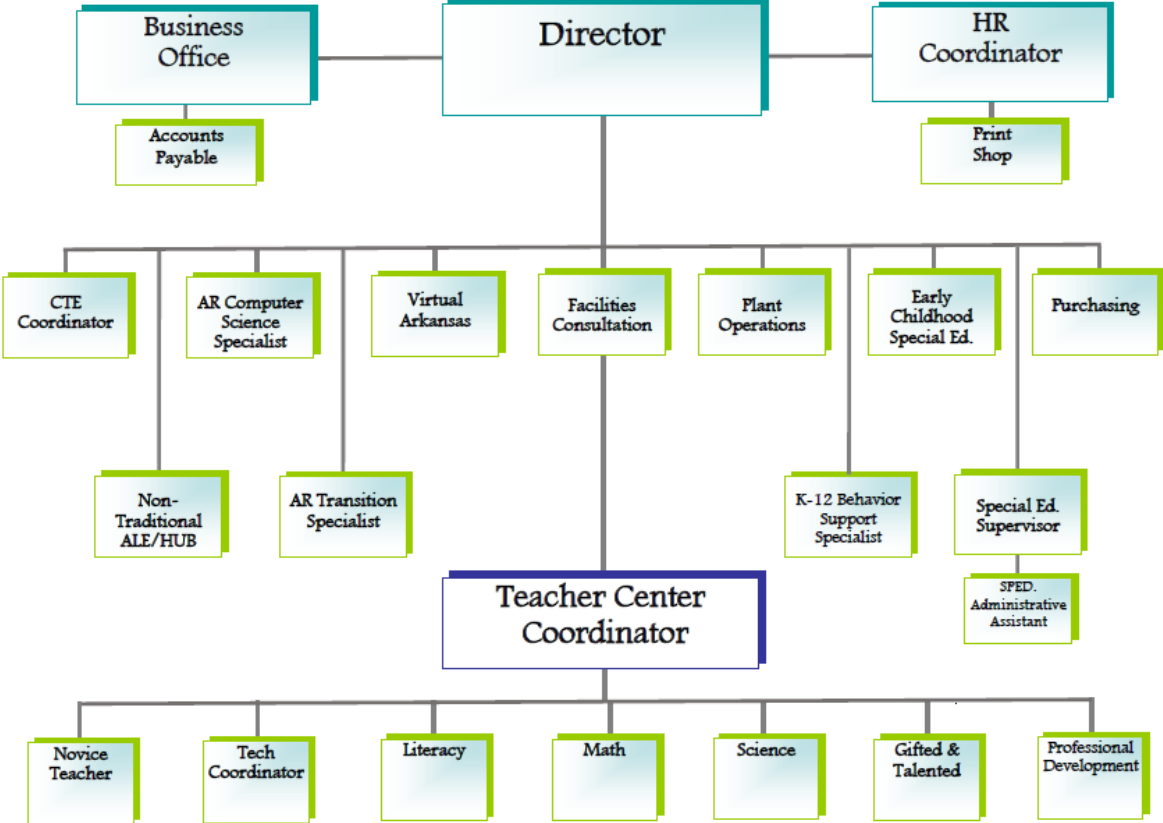 Business
Office
Director
HR
Coordinator
Accounts
Payable
Print
Shop
CTE
Coordinator
AR Computer
Science
Specialist
Virtual
Arkansas
Facilities
Consultation
Plant
Operations
Early
Childhood
Special Ed.
Purchasing
Non-
Traditional
ALE/HUB
AR Transition
Specialist
K-12 Behavior
Support
Specialist
Special Ed.
Supervisor
SPED.
Administrative
Assistant
Teacher Center
Coordinator
Novice
Teacher
Tech
Coordinator
Literacy
Math
Science
Gifted &
Talented
Professional
Development